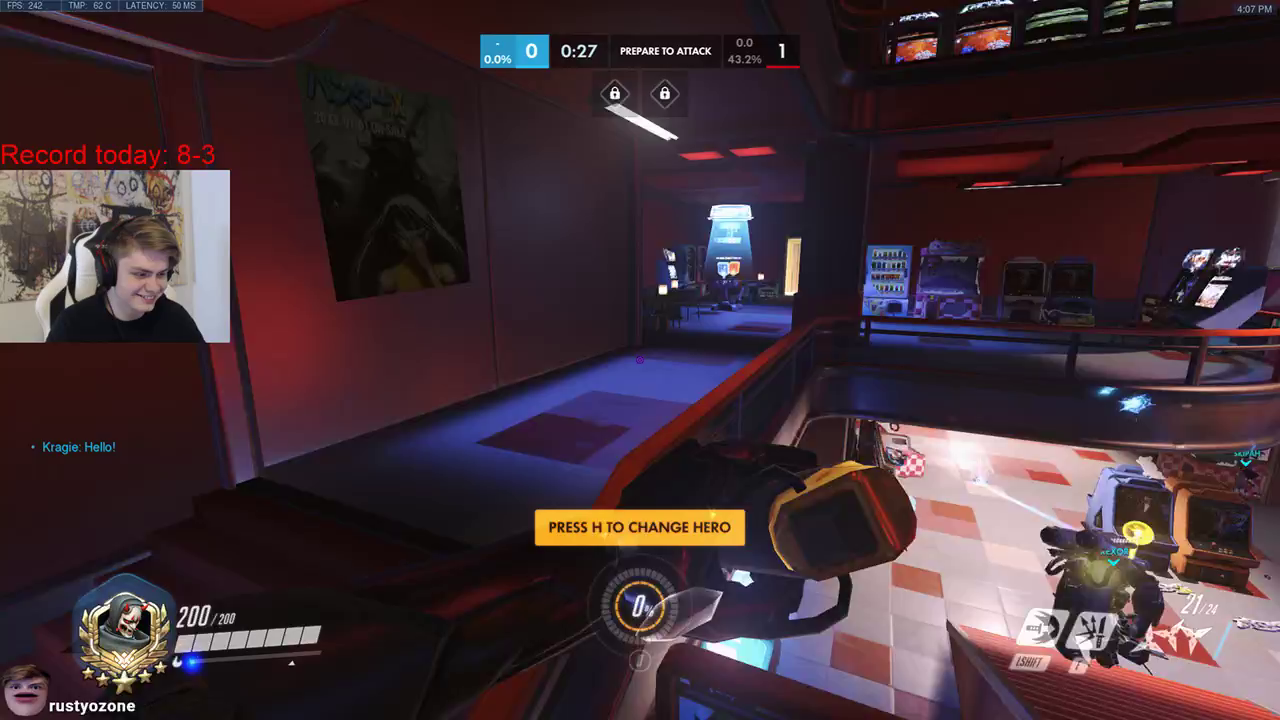 FPS: 242 TMP: 62 C LATENCY: 50 MS
4:07 PM
- 0.0% 0 0:27 PREPARE TO ATTACK 0.0 43.2% 1
Record today: 8-3
• Kragie: Hello!
SKIPAH
REXOR
PRESS H TO CHANGE HERO
0%
200/200
21/24
LSHIFT
rustyozone